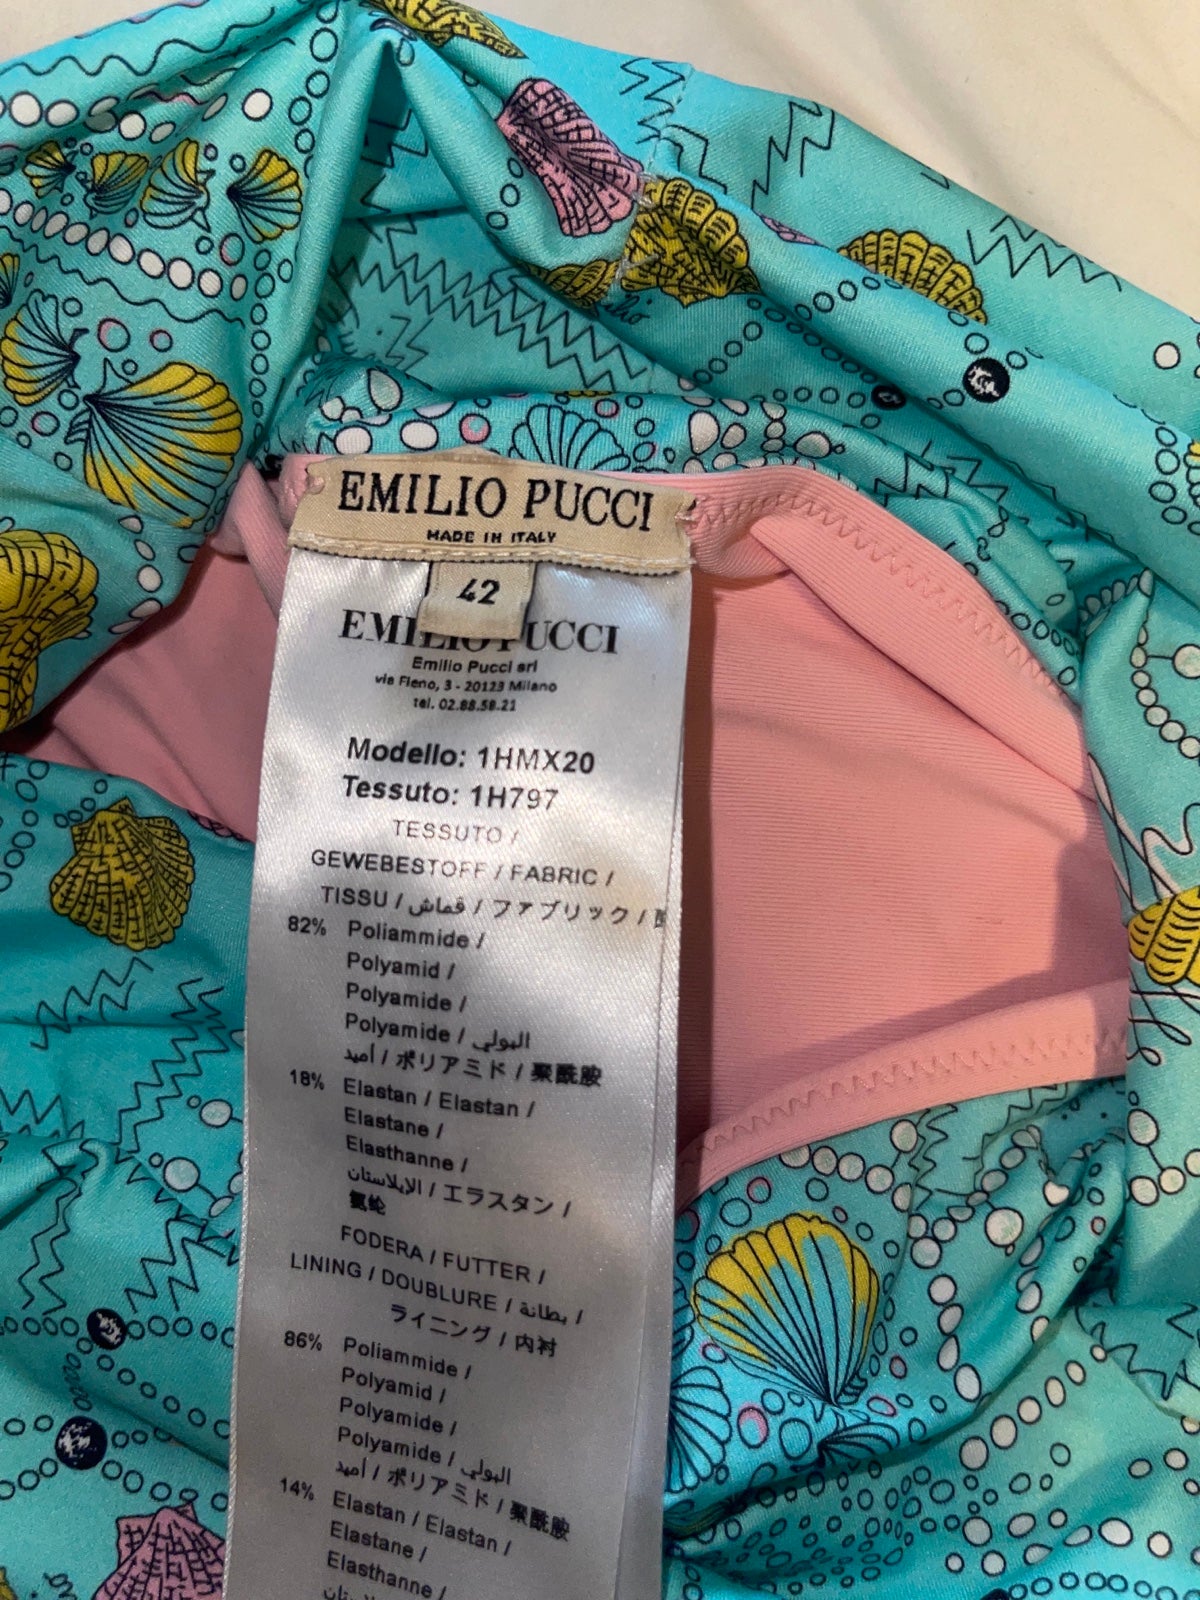 EMILIO PUCCI
MADE IN ITALY
42
EMILIO PUCCI
Emilio Pucci srl
via Fieno, 3 - 20123 Milano
tel. 02.88.58.21
Modello: 1HMX20
Tessuto: 1H797
TESSUTO /
GEWEBESTOFF / FABRIC /
TISSU / قماش / ファブリック /
82% Poliammide /
Polyamid /
Polyamide /
Polyamide / البولي
أميد / ポリアミド / 聚酰胺
18% Elastan / Elastan /
Elastane /
Elasthanne /
الإيلاستان / エラスタン /
氨纶
FODERA / FUTTER /
LINING / DOUBLURE / بطانة /
ライニング / 内衬
86% Poliammide /
Polyamid /
Polyamide /
Polyamide / البولي
أميد / ポリアミド / 聚酰胺
14% Elastan / Elastan /
Elastane /
Elasthanne /